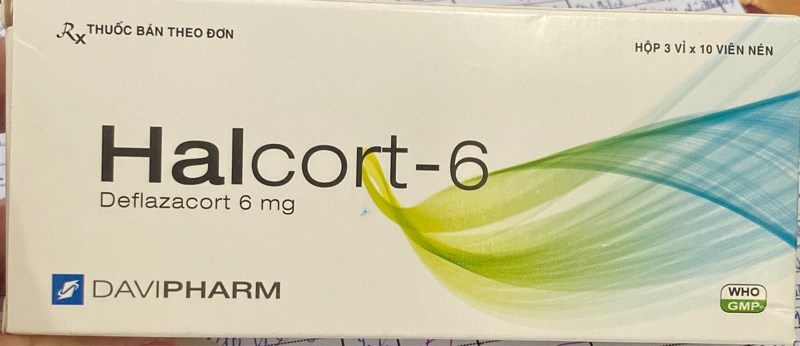 Rx THUỐC BÁN THEO ĐƠN
HỘP 3 VỈ x 10 VIÊN NÉN
Halcort-6
Deflazacort 6 mg
DAVIPHARM
WHO
GMP